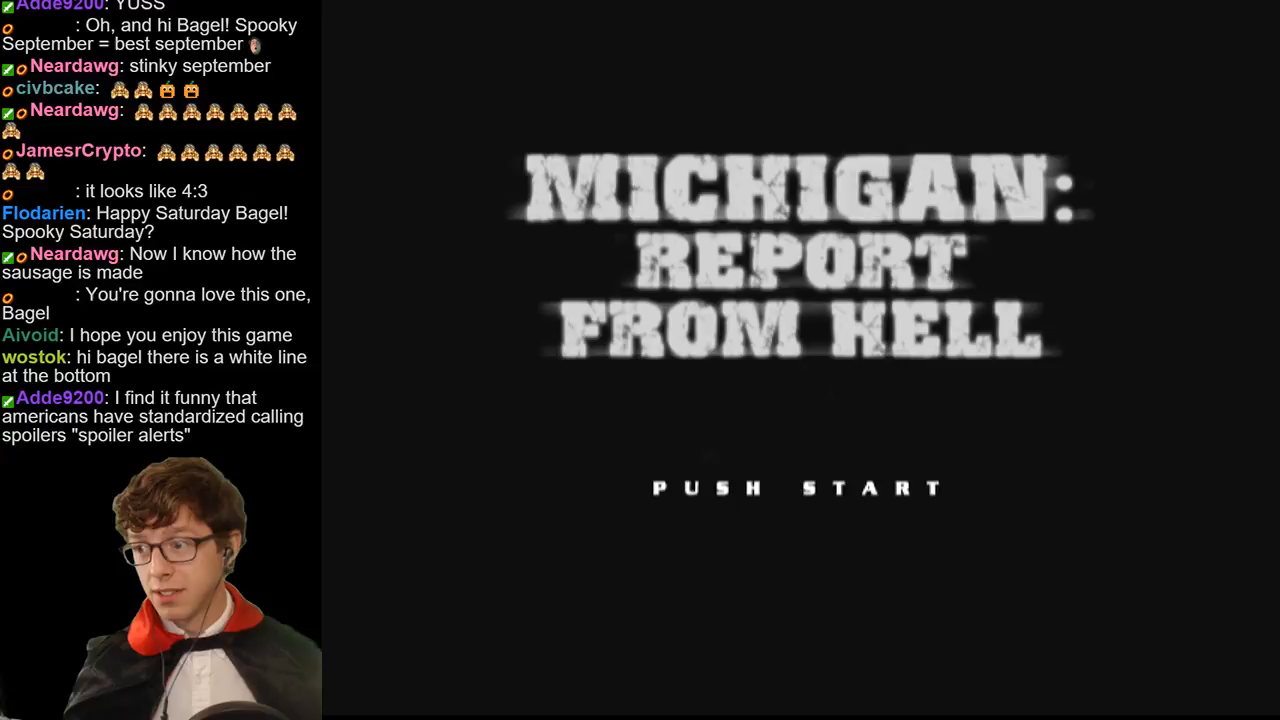 Adde9200: YUSS
: Oh, and hi Bagel! Spooky
September = best september
Neardawg: stinky september
civbcake:
Neardawg:
JamesrCrypto:
: it looks like 4:3
Flodarien: Happy Saturday Bagel!
Spooky Saturday?
Neardawg: Now I know how the
sausage is made
: You're gonna love this one,
Bagel
Aivoid: I hope you enjoy this game
wostok: hi bagel there is a white line
at the bottom
Adde9200: I find it funny that
americans have standardized calling
spoilers "spoiler alerts"
MICHIGAN:
REPORT
FROM HELL
PUSH START